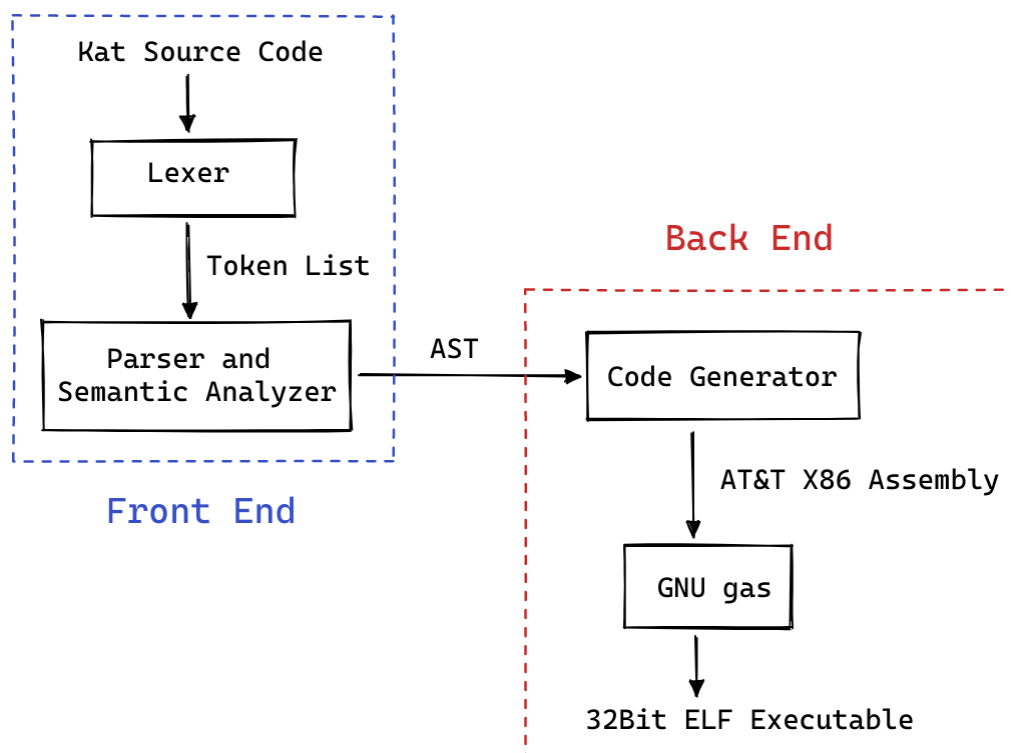 Kat Source Code
Lexer
Token List
Parser and
Semantic Analyzer
Front End
AST
Back End
Code Generator
AT&T X86 Assembly
GNU gas
32Bit ELF Executable